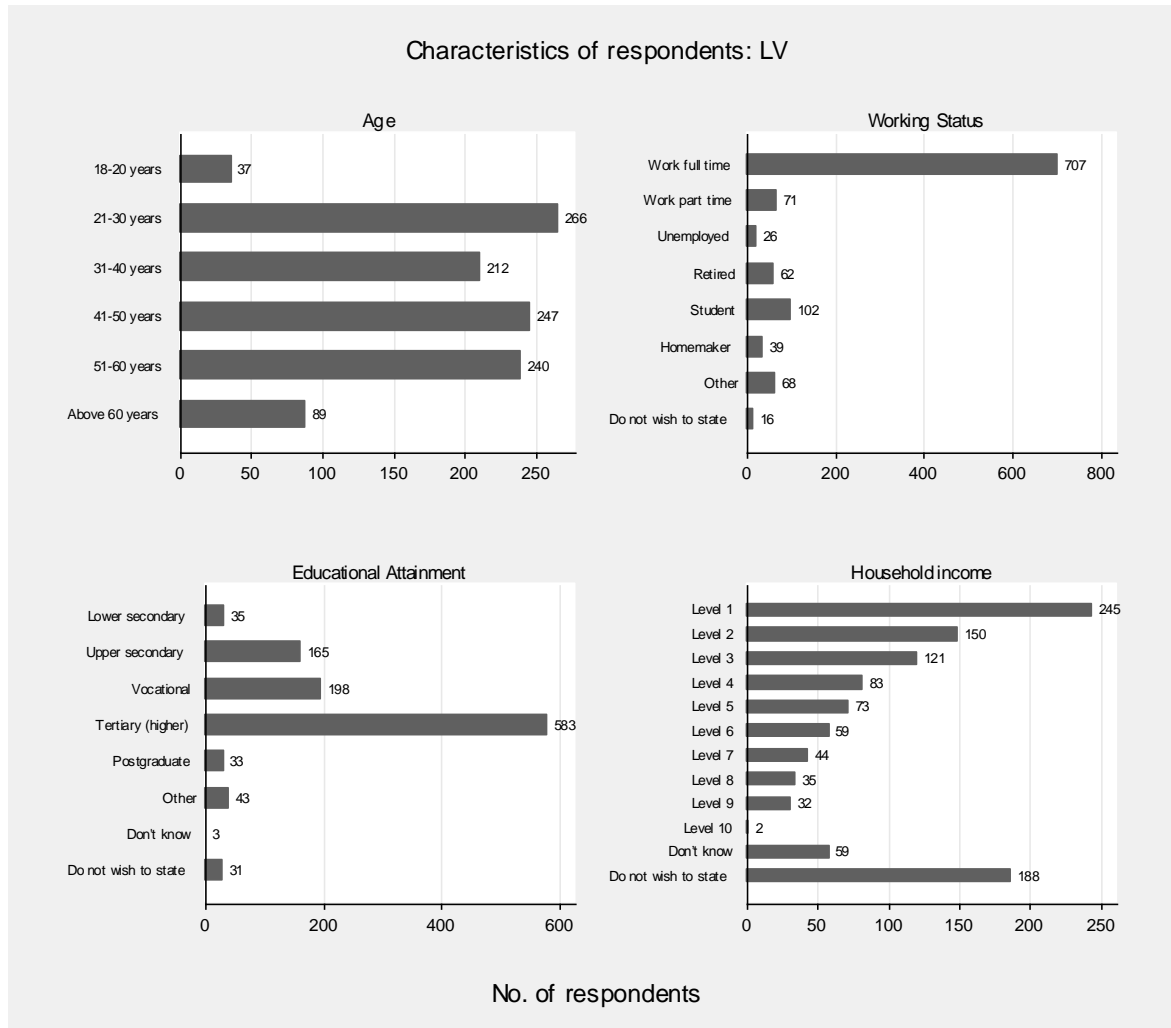 Characteristics of respondents: LV
Age
18-20 years 37
21-30 years 266
31-40 years 212
41-50 years 247
51-60 years 240
Above 60 years 89
0 50 100 150 200 250
Working Status
Work full time 707
Work part time 71
Unemployed 26
Retired 62
Student 102
Homemaker 39
Other 68
Do not wish to state 16
0 200 400 600 800
Educational Attainment
Lower secondary 35
Upper secondary 165
Vocational 198
Tertiary (higher) 583
Postgraduate 33
Other 43
Don't know 3
Do not wish to state 31
0 200 400 600
Household income
Level 1 245
Level 2 150
Level 3 121
Level 4 83
Level 5 73
Level 6 59
Level 7 44
Level 8 35
Level 9 32
Level 10 2
Don't know 59
Do not wish to state 188
0 50 100 150 200 250
No. of respondents